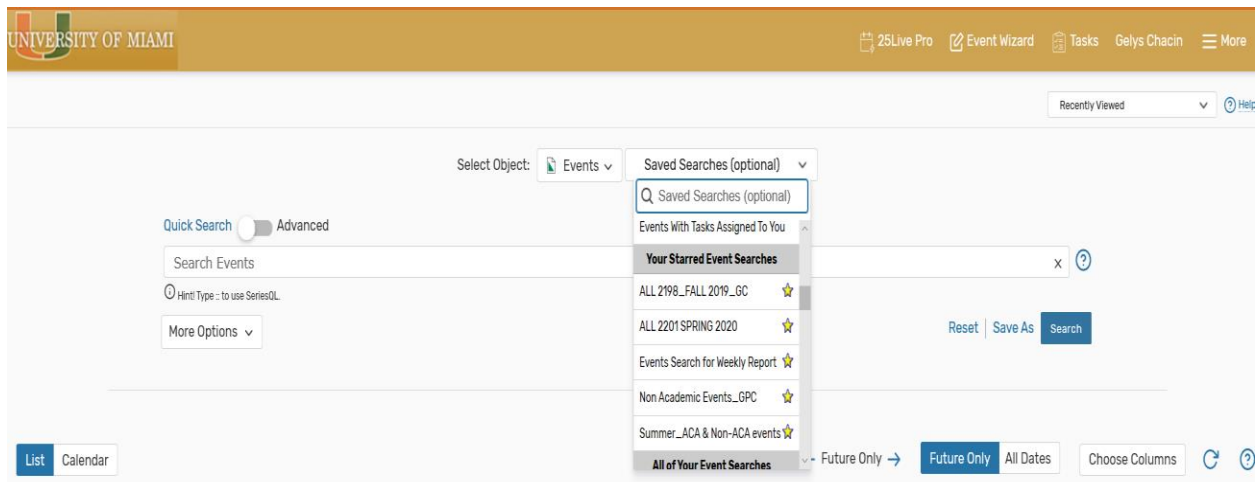 UNIVERSITY OF MIAMI
25Live Pro Event Wizard Tasks Gelys Chacin More
Recently Viewed Help
Select Object: Events Saved Searches (optional)
Saved Searches (optional)
Quick Search Advanced
Events With Tasks Assigned To You
Your Starred Event Searches
Search Events x
Hint! Type :: to use SeriesQL.
ALL 2198_FALL 2019_GC
More Options
ALL 2201 SPRING 2020
Reset Save As Search
Events Search for Weekly Report
Non Academic Events_GPC
Summer_ACA & Non-ACA events
All of Your Event Searches
List Calendar
Future Only Future Only All Dates Choose Columns